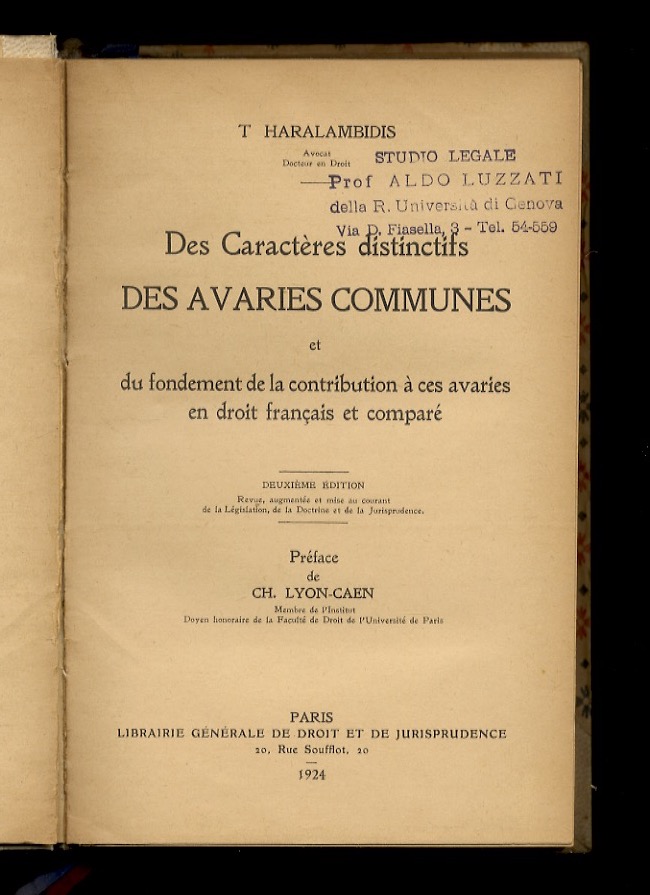 T HARALAMBIDIS
Avocat
Docteur en Droit
STUDIO LEGALE
Prof ALDO LUZZATI
della R. Università di Genova
Via D. Fiasella, 3 - Tel. 54-559
Des Caractères distinctifs
DES AVARIES COMMUNES
et
du fondement de la contribution à ces avaries
en droit français et comparé
DEUXIÈME ÉDITION
Revue, augmentée et mise au courant
de la Législation, de la Doctrine et de la Jurisprudence.
Préface
de
CH. LYON-CAEN
Membre de l'Institut
Doyen honoraire de la Faculté de Droit de l'Université de Paris
PARIS
LIBRAIRIE GÉNÉRALE DE DROIT ET DE JURISPRUDENCE
20, Rue Soufflot, 20
1924